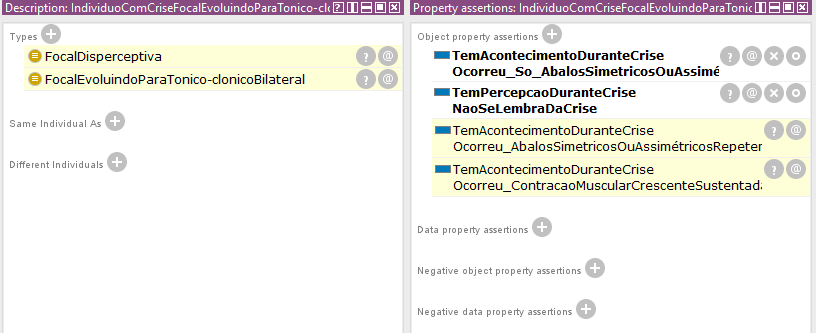 Description: IndividuoComCriseFocalEvoluindoParaTonico-clo
Types
FocalDisperceptiva
FocalEvoluindoParaTonico-clonicoBilateral
Same Individual As
Different Individuals
Property assertions: IndividuoComCriseFocalEvoluindoParaTonic
Object property assertions
TemAcontecimentoDuranteCrise
Ocorreu_So_AbalosSimetricosOuAssimé
TemPercepcaoDuranteCrise
NaoSeLembraDaCrise
TemAcontecimentoDuranteCrise
Ocorreu_AbalosSimetricosOuAssimétricosRepeter
TemAcontecimentoDuranteCrise
Ocorreu_ContracaoMuscularCrescenteSustentada
Data property assertions
Negative object property assertions
Negative data property assertions